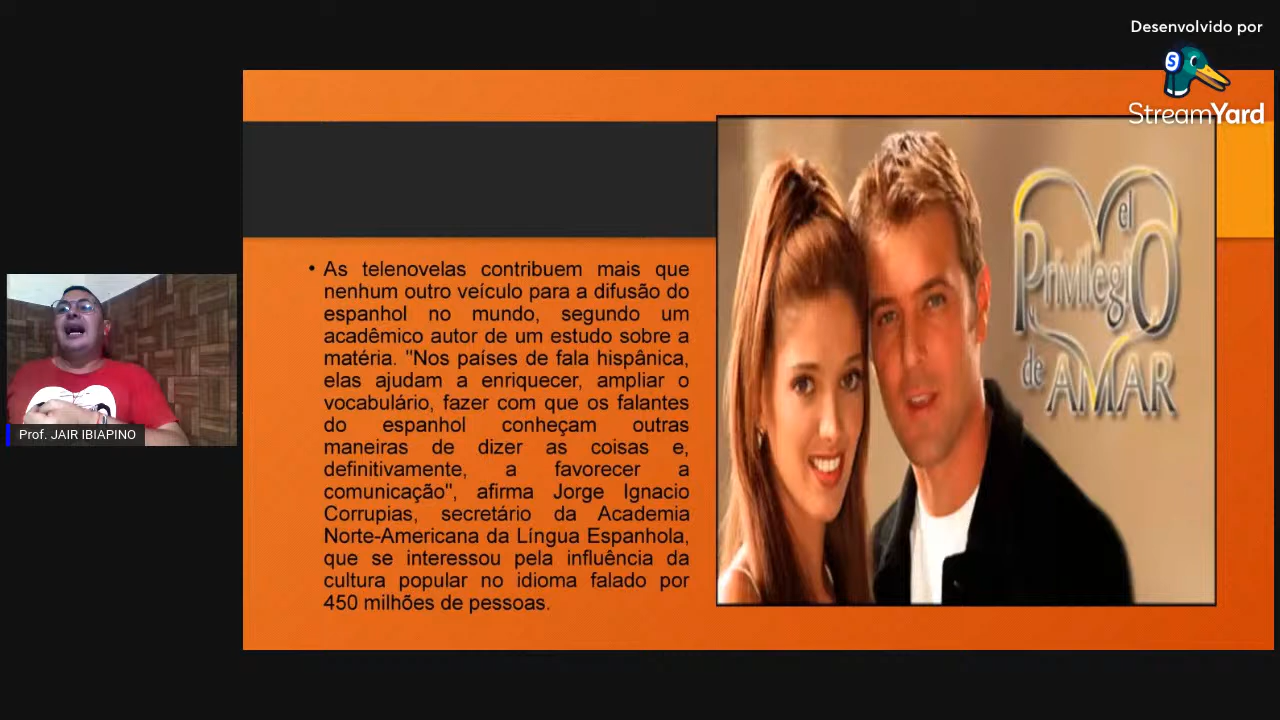 Desenvolvido por
StreamYard
el
Privilegio
de AMAR
• As telenovelas contribuem mais que
nenhum outro veículo para a difusão do
espanhol no mundo, segundo um
acadêmico autor de um estudo sobre a
matéria. "Nos países de fala hispânica,
elas ajudam a enriquecer, ampliar o
vocabulário, fazer com que os falantes
do espanhol conheçam outras
maneiras de dizer as coisas e,
definitivamente, a favorecer a
comunicação", afirma Jorge Ignacio
Corrupias, secretário da Academia
Norte-Americana da Língua Espanhola,
que se interessou pela influência da
cultura popular no idioma falado por
450 milhões de pessoas.
Prof. JAIR IBIAPINO